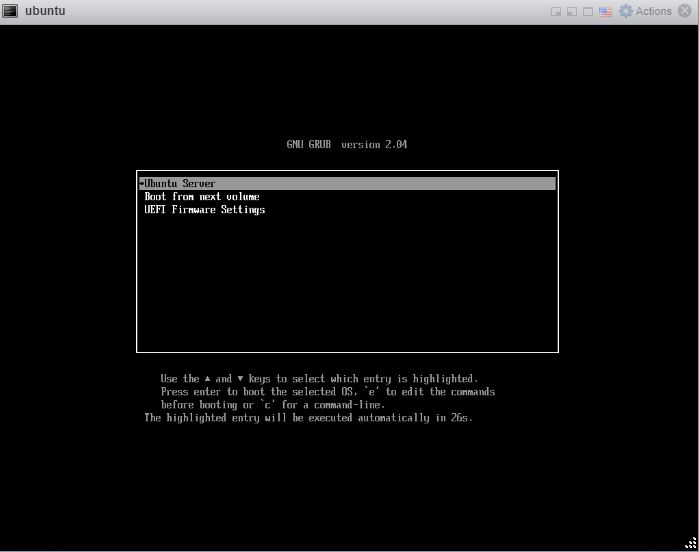 ubuntu
Actions
GNU GRUB  version 2.04
*Ubuntu Server
Boot from next volume
UEFI Firmware Settings
Use the ▲ and ▼ keys to select which entry is highlighted.
Press enter to boot the selected OS, `e' to edit the commands
before booting or `c' for a command-line.
The highlighted entry will be executed automatically in 26s.